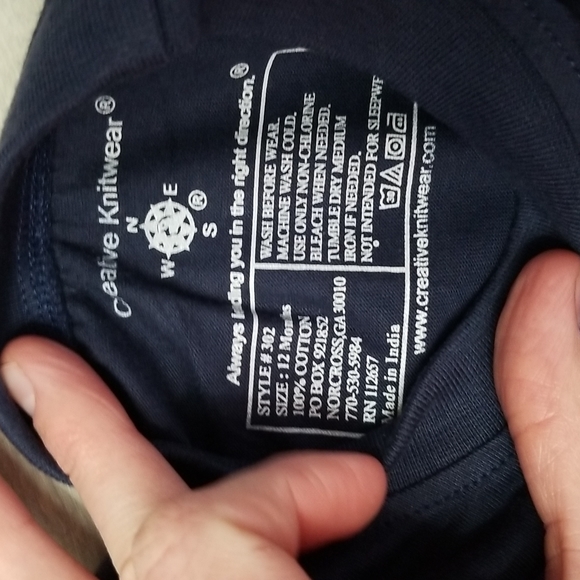 Creative Knitwear®
N
W E
S ®
Always leading you in the right direction.®
STYLE # 302
SIZE : 12 Months
100% COTTON
PO BOX 921862
NORCROSS,GA 30010
770-530-5984
RN 112657
Made in India
WASH BEFORE WEAR.
MACHINE WASH COLD.
USE ONLY NON-CHLORINE
BLEACH WHEN NEEDED.
TUMBLE DRY MEDIUM
IRON IF NEEDED.
NOT INTENDED FOR SLEEPWE
30
www.creativeknitwear.com